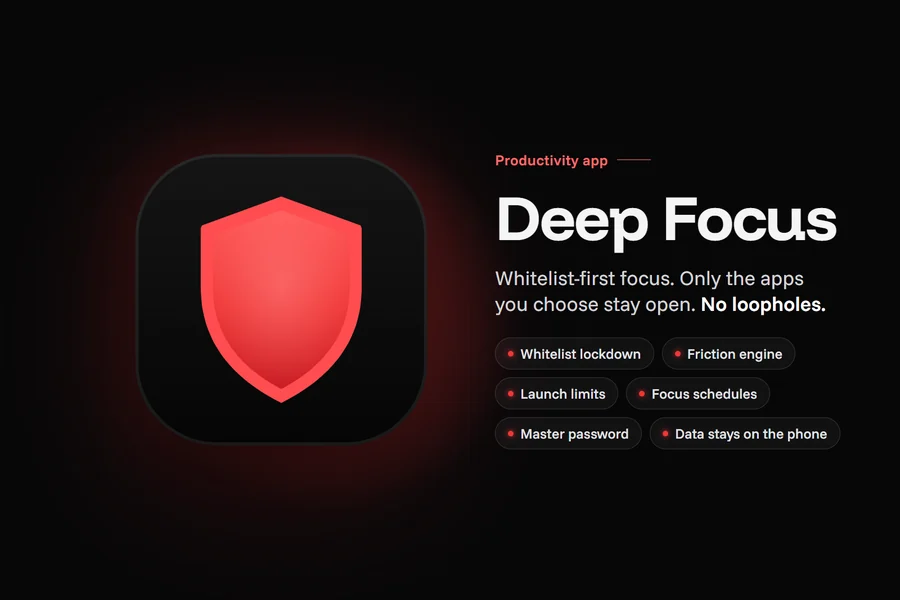 Productivity app
Deep Focus
Whitelist-first focus. Only the apps
you choose stay open. No loopholes.
Whitelist lockdown
Friction engine
Launch limits
Focus schedules
Master password
Data stays on the phone